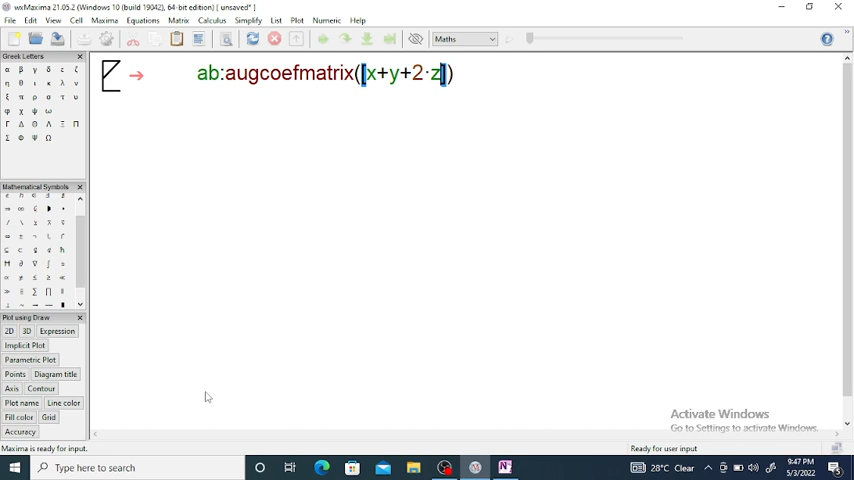 wxMaxima 21.05.2 (Windows 10 (build 19042), 64-bit edition) [ unsaved* ]
File Edit View Cell Maxima Equations Matrix Calculus Simplify List Plot Numeric Help
Maths
Greek Letters
α β γ δ ε ζ
η θ ι κ λ ν
ξ π ρ σ τ υ
φ χ ψ ω
Γ Δ Θ Λ Ξ Π
Σ Φ Ψ Ω
ab:augcoefmatrix([x+y+2·z])
Mathematical Symbols
Plot using Draw
2D 3D Expression
Implicit Plot
Parametric Plot
Points Diagram title
Axis Contour
Plot name Line color
Fill color Grid
Accuracy
Activate Windows
Go to Settings to activate Windows.
Maxima is ready for input.
Ready for user input
Type here to search
28°C Clear
9:47 PM
5/3/2022